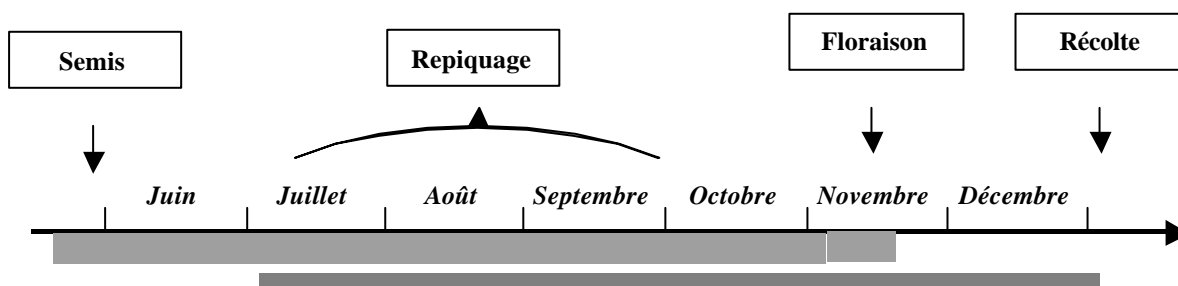 Semis
Repiquage
Floraison
Récolte
Juin Juillet Août Septembre Octobre Novembre Décembre